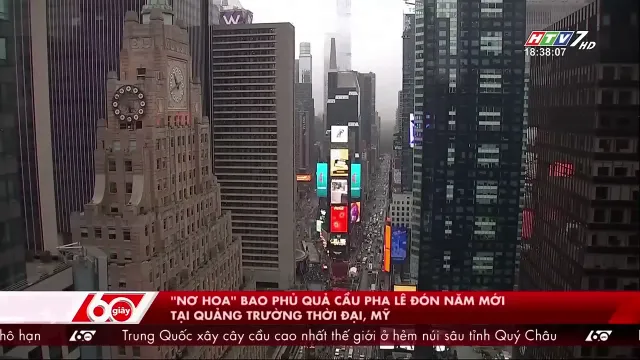 HTV7 HD
18:38:07
"NƠ HOA" BAO PHỦ QUẢ CẦU PHA LÊ ĐÓN NĂM MỚI
TẠI QUẢNG TRƯỜNG THỜI ĐẠI, MỸ
60 giây
hô hạn
60 giây
Trung Quốc xây cây cầu cao nhất thế giới ở hẻm núi sâu tỉnh Quý Châu